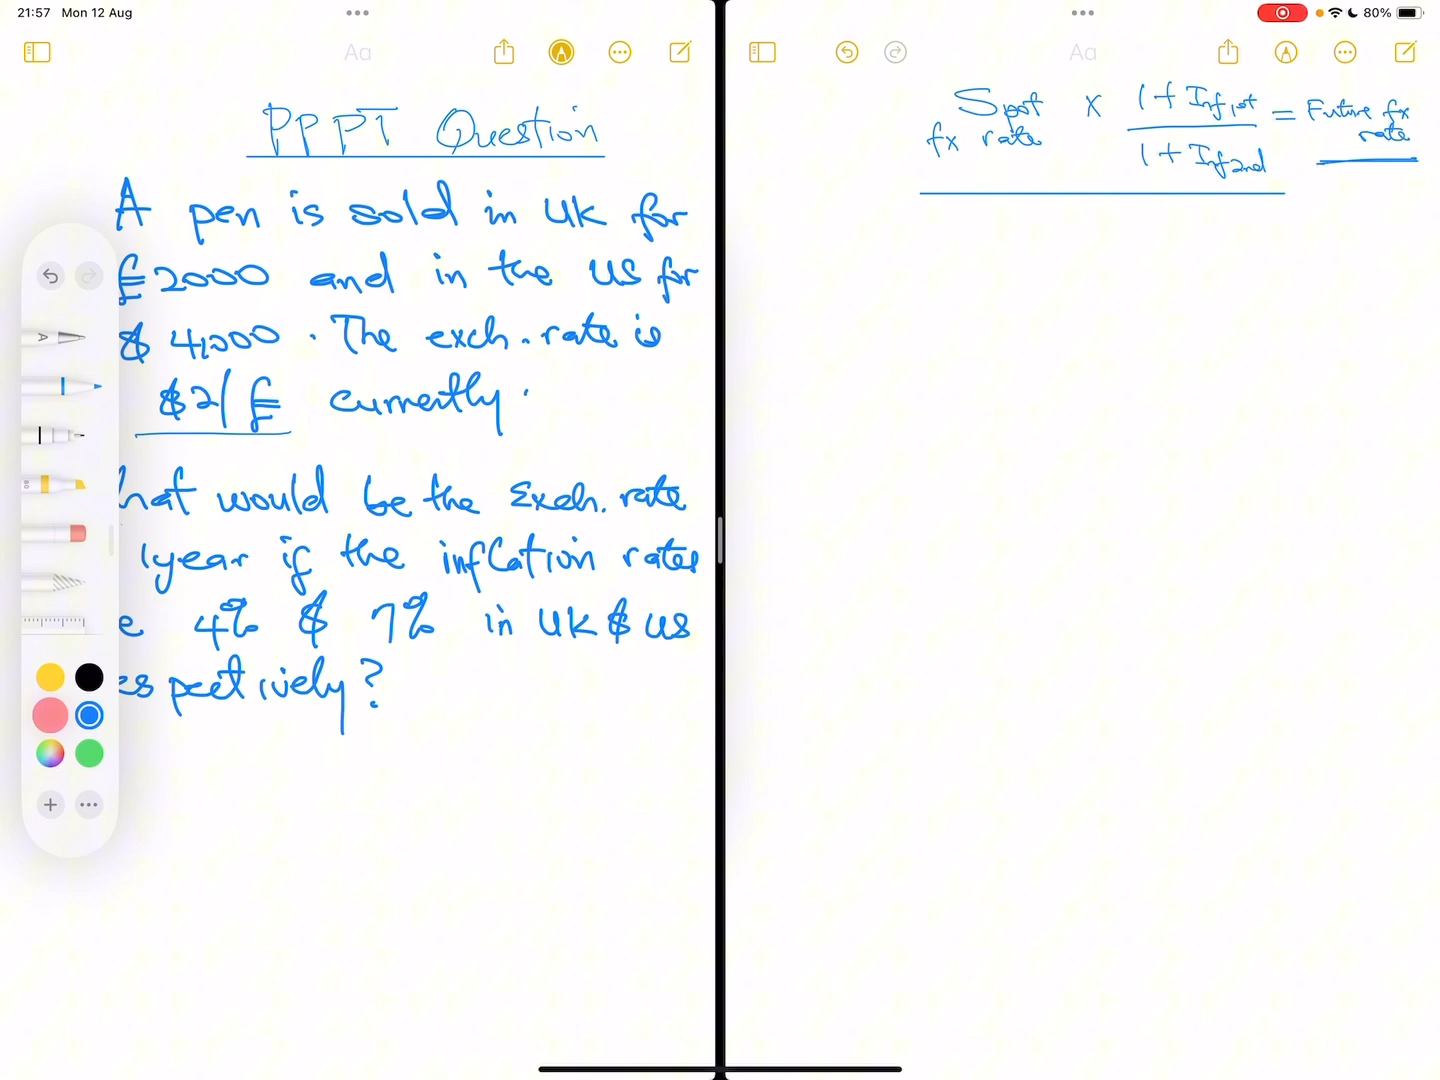 21:57 Mon 12 Aug
80%
Aa
Aa
PPPT Question
A pen is sold in UK for
£2000 and in the US for
$4,000. The exch. rate is
$2/£ currently.
hat would be the Exch. rate
1year if the inflation rates
e 4% & 7% in UK & US
espectively?
Spot fx rate x 1 + Inf 1st / 1 + Inf 2nd = Future fx rate